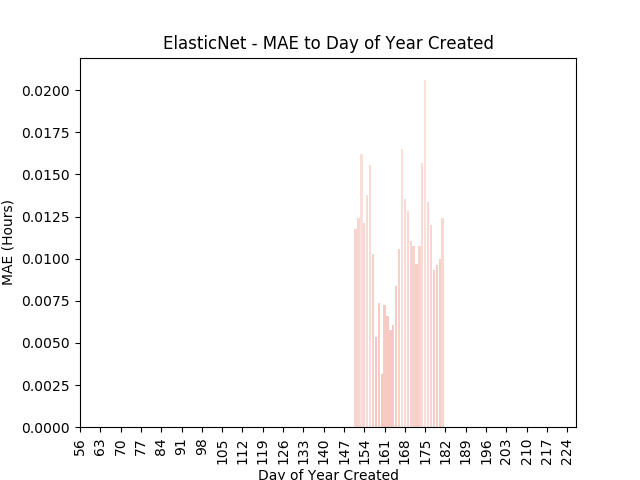 ElasticNet - MAE to Day of Year Created
MAE (Hours)
0.0200
0.0175
0.0150
0.0125
0.0100
0.0075
0.0050
0.0025
0.0000
56 63 70 77 84 91 98 105 112 119 126 133 140 147 154 161 168 175 182 189 196 203 210 217 224
Day of Year Created